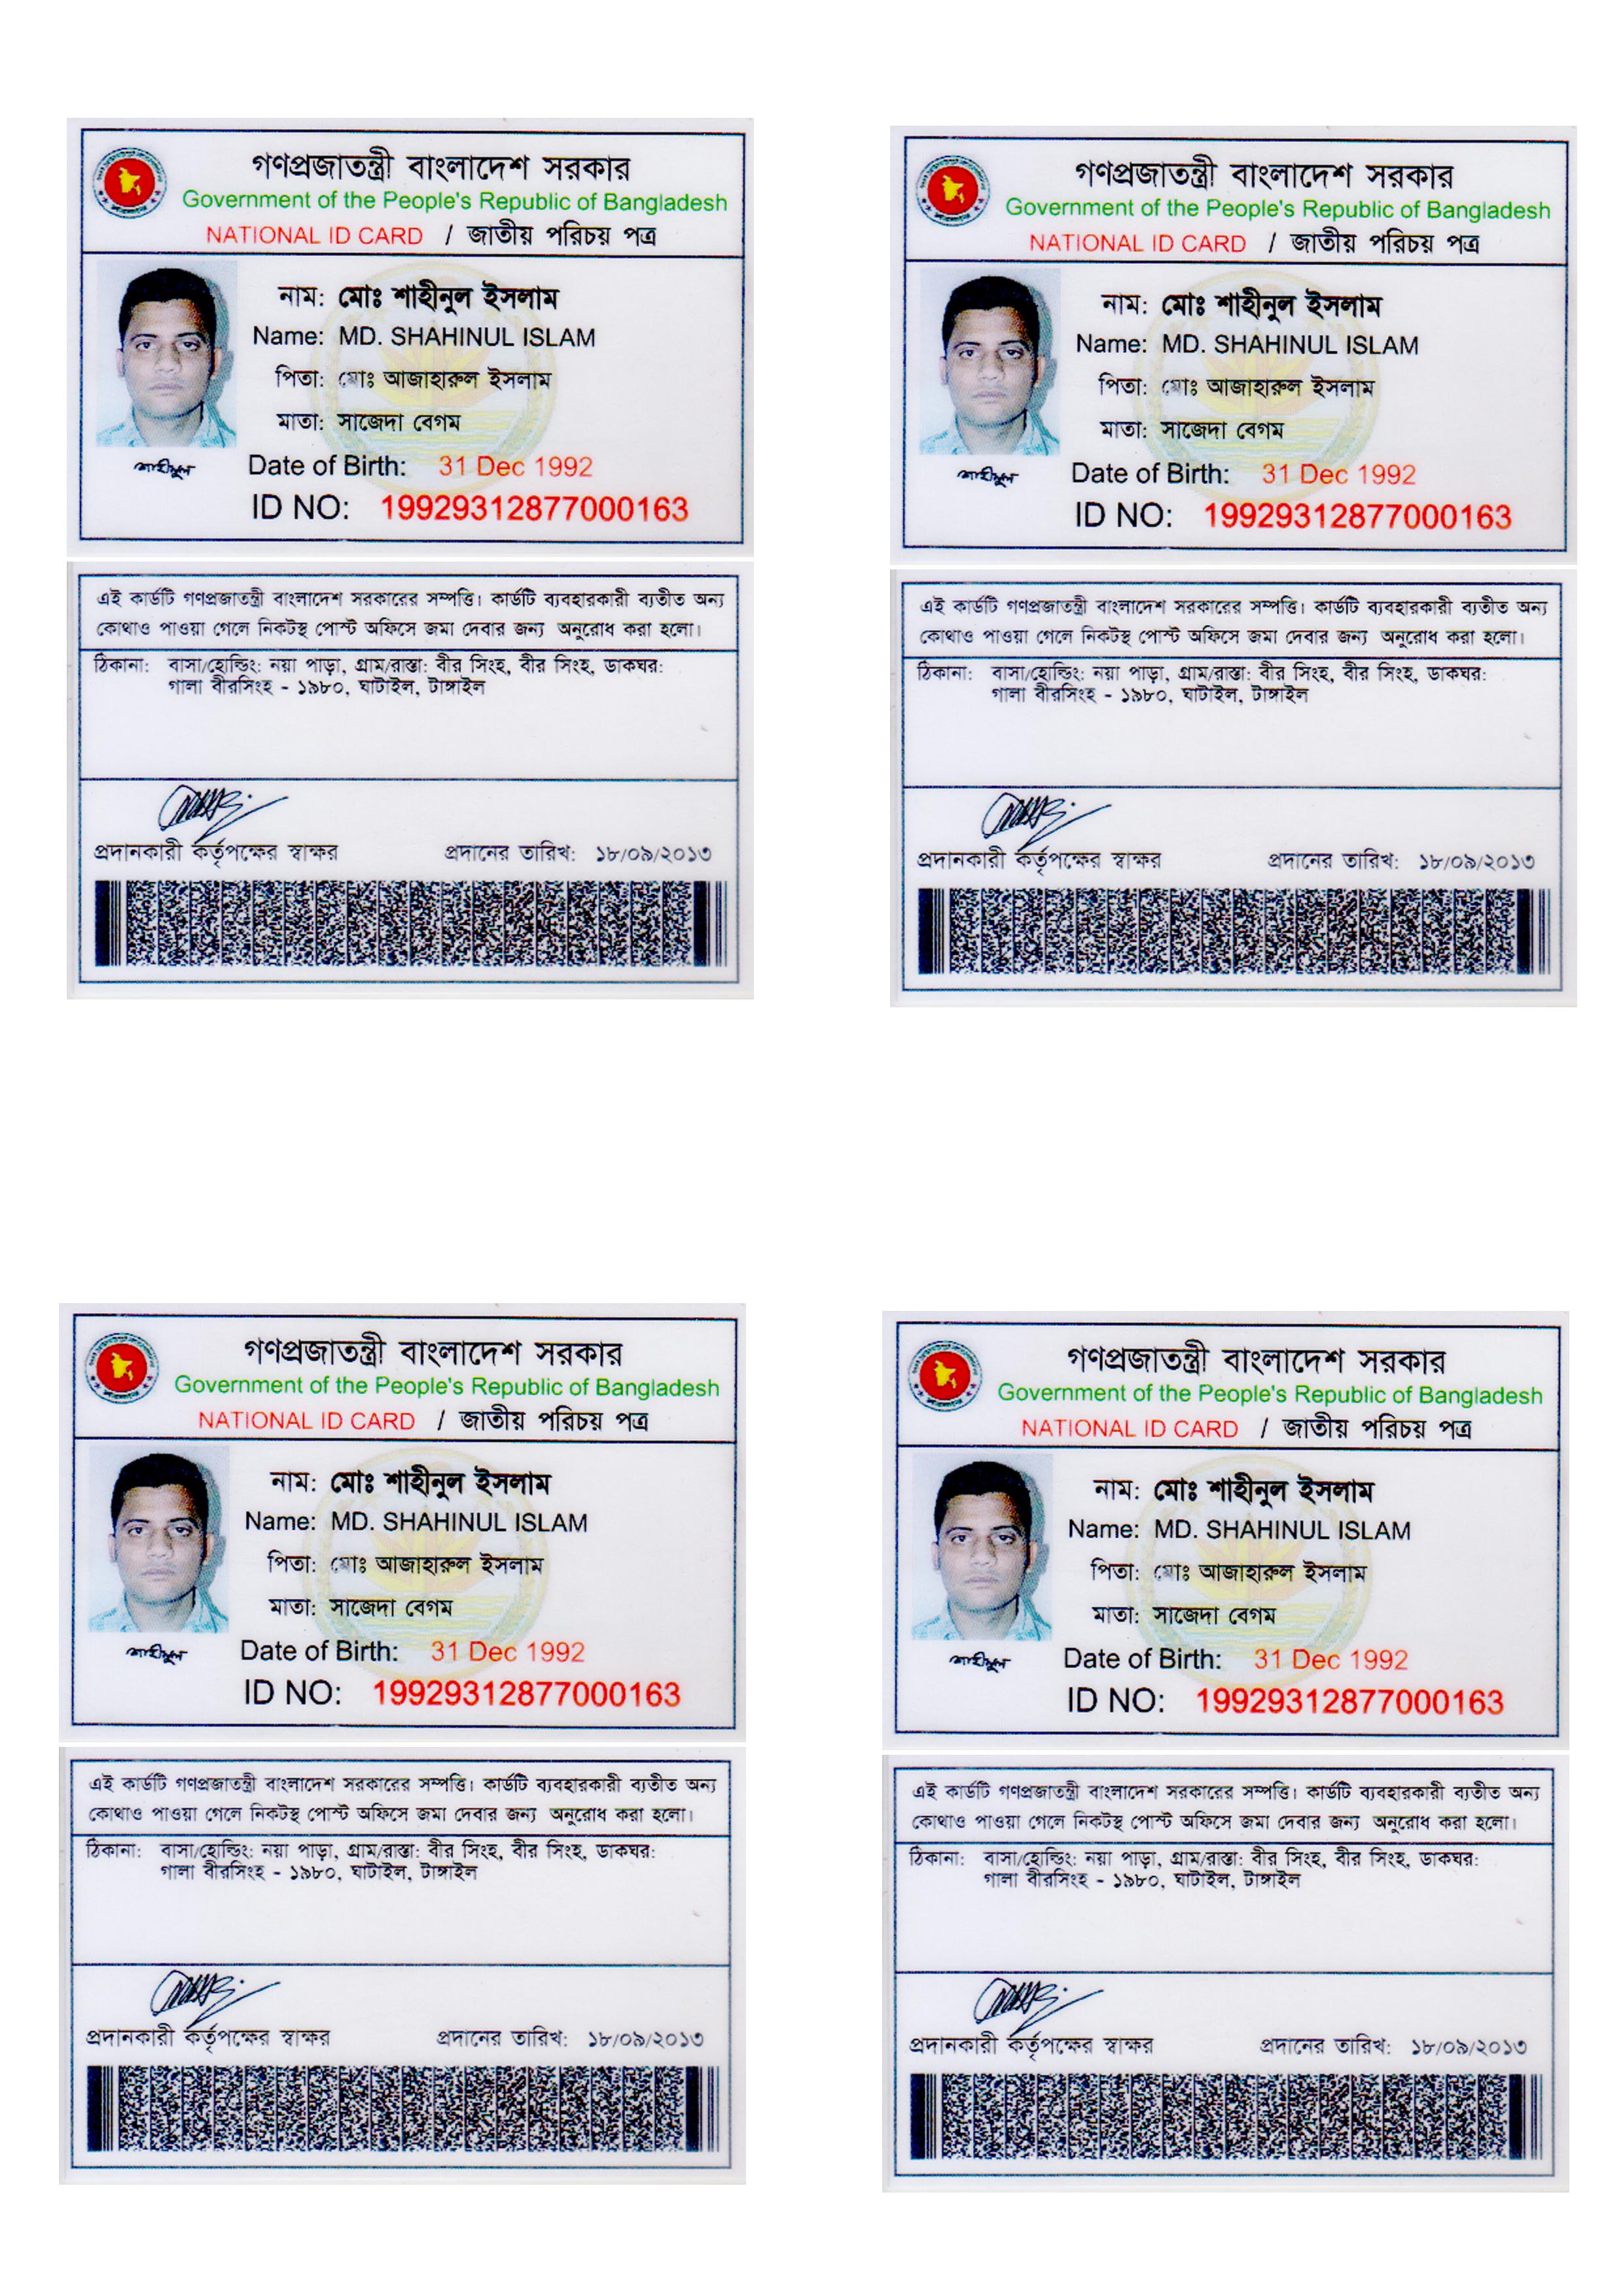 গণপ্রজাতন্ত্রী বাংলাদেশ সরকার
Government of the People's Republic of Bangladesh
NATIONAL ID CARD / জাতীয় পরিচয় পত্র
নাম: মোঃ শাহীনুল ইসলাম
Name: MD. SHAHINUL ISLAM
পিতা: মোঃ আজাহারুল ইসলাম
মাতা: সাজেদা বেগম
শাহীনুল
Date of Birth: 31 Dec 1992
ID NO: 19929312877000163
এই কার্ডটি গণপ্রজাতন্ত্রী বাংলাদেশ সরকারের সম্পত্তি। কার্ডটি ব্যবহারকারী ব্যতীত অন্য
কোথাও পাওয়া গেলে নিকটস্থ পোস্ট অফিসে জমা দেবার জন্য অনুরোধ করা হলো।
ঠিকানা: বাসা/হোল্ডিং: নয়া পাড়া, গ্রাম/রাস্তা: বীর সিংহ, বীর সিংহ, ডাকঘর:
গালা বীরসিংহ - ১৯৮০, ঘাটাইল, টাঙ্গাইল
প্রদানকারী কর্তৃপক্ষের স্বাক্ষর প্রদানের তারিখ: ১৮/০৯/২০১৩
গণপ্রজাতন্ত্রী বাংলাদেশ সরকার
Government of the People's Republic of Bangladesh
NATIONAL ID CARD / জাতীয় পরিচয় পত্র
নাম: মোঃ শাহীনুল ইসলাম
Name: MD. SHAHINUL ISLAM
পিতা: মোঃ আজাহারুল ইসলাম
মাতা: সাজেদা বেগম
শাহীনুল
Date of Birth: 31 Dec 1992
ID NO: 19929312877000163
এই কার্ডটি গণপ্রজাতন্ত্রী বাংলাদেশ সরকারের সম্পত্তি। কার্ডটি ব্যবহারকারী ব্যতীত অন্য
কোথাও পাওয়া গেলে নিকটস্থ পোস্ট অফিসে জমা দেবার জন্য অনুরোধ করা হলো।
ঠিকানা: বাসা/হোল্ডিং: নয়া পাড়া, গ্রাম/রাস্তা: বীর সিংহ, বীর সিংহ, ডাকঘর:
গালা বীরসিংহ - ১৯৮০, ঘাটাইল, টাঙ্গাইল
প্রদানকারী কর্তৃপক্ষের স্বাক্ষর প্রদানের তারিখ: ১৮/০৯/২০১৩
গণপ্রজাতন্ত্রী বাংলাদেশ সরকার
Government of the People's Republic of Bangladesh
NATIONAL ID CARD / জাতীয় পরিচয় পত্র
নাম: মোঃ শাহীনুল ইসলাম
Name: MD. SHAHINUL ISLAM
পিতা: মোঃ আজাহারুল ইসলাম
মাতা: সাজেদা বেগম
শাহীনুল
Date of Birth: 31 Dec 1992
ID NO: 19929312877000163
এই কার্ডটি গণপ্রজাতন্ত্রী বাংলাদেশ সরকারের সম্পত্তি। কার্ডটি ব্যবহারকারী ব্যতীত অন্য
কোথাও পাওয়া গেলে নিকটস্থ পোস্ট অফিসে জমা দেবার জন্য অনুরোধ করা হলো।
ঠিকানা: বাসা/হোল্ডিং: নয়া পাড়া, গ্রাম/রাস্তা: বীর সিংহ, বীর সিংহ, ডাকঘর:
গালা বীরসিংহ - ১৯৮০, ঘাটাইল, টাঙ্গাইল
প্রদানকারী কর্তৃপক্ষের স্বাক্ষর প্রদানের তারিখ: ১৮/০৯/২০১৩
গণপ্রজাতন্ত্রী বাংলাদেশ সরকার
Government of the People's Republic of Bangladesh
NATIONAL ID CARD / জাতীয় পরিচয় পত্র
নাম: মোঃ শাহীনুল ইসলাম
Name: MD. SHAHINUL ISLAM
পিতা: মোঃ আজাহারুল ইসলাম
মাতা: সাজেদা বেগম
শাহীনুল
Date of Birth: 31 Dec 1992
ID NO: 19929312877000163
এই কার্ডটি গণপ্রজাতন্ত্রী বাংলাদেশ সরকারের সম্পত্তি। কার্ডটি ব্যবহারকারী ব্যতীত অন্য
কোথাও পাওয়া গেলে নিকটস্থ পোস্ট অফিসে জমা দেবার জন্য অনুরোধ করা হলো।
ঠিকানা: বাসা/হোল্ডিং: নয়া পাড়া, গ্রাম/রাস্তা: বীর সিংহ, বীর সিংহ, ডাকঘর:
গালা বীরসিংহ - ১৯৮০, ঘাটাইল, টাঙ্গাইল
প্রদানকারী কর্তৃপক্ষের স্বাক্ষর প্রদানের তারিখ: ১৮/০৯/২০১৩